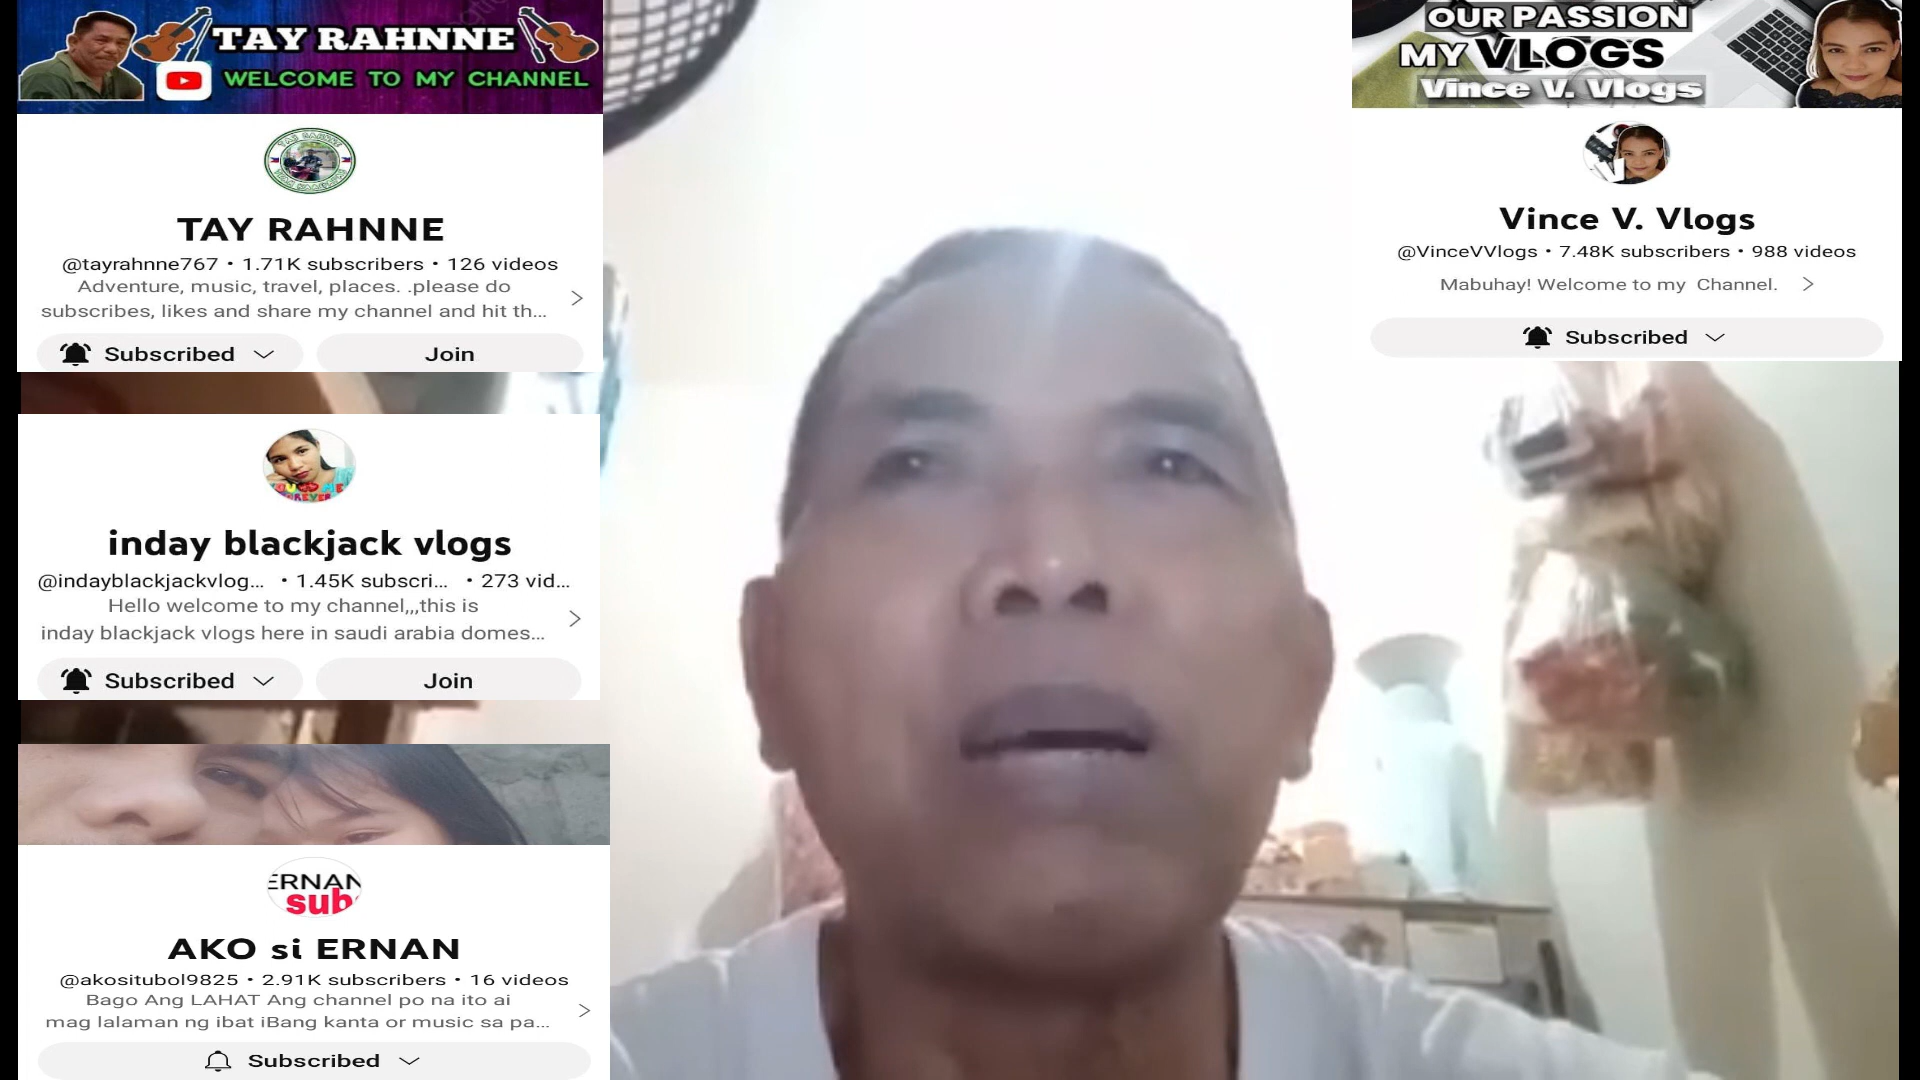 TAY RAHNNE
WELCOME TO MY CHANNEL
TAY RAHNNE
@tayrahnne767 • 1.71K subscribers • 126 videos
Adventure, music, travel, places. .please do
subscribes, likes and share my channel and hit th...
Subscribed
Join
inday blackjack vlogs
@indayblackjackvlog... • 1.45K subscri... • 273 vid...
Hello welcome to my channel,,,this is
inday blackjack vlogs here in saudi arabia domes...
Subscribed
Join
ERNAN
sub
AKO si ERNAN
@akositubol9825 • 2.91K subscribers • 16 videos
Bago Ang LAHAT Ang channel po na ito ai
mag lalaman ng ibat iBang kanta or music sa pa...
Subscribed
OUR PASSION
MY VLOGS
Vince V. Vlogs
Vince V. Vlogs
@VinceVVlogs • 7.48K subscribers • 988 videos
Mabuhay! Welcome to my Channel.
Subscribed